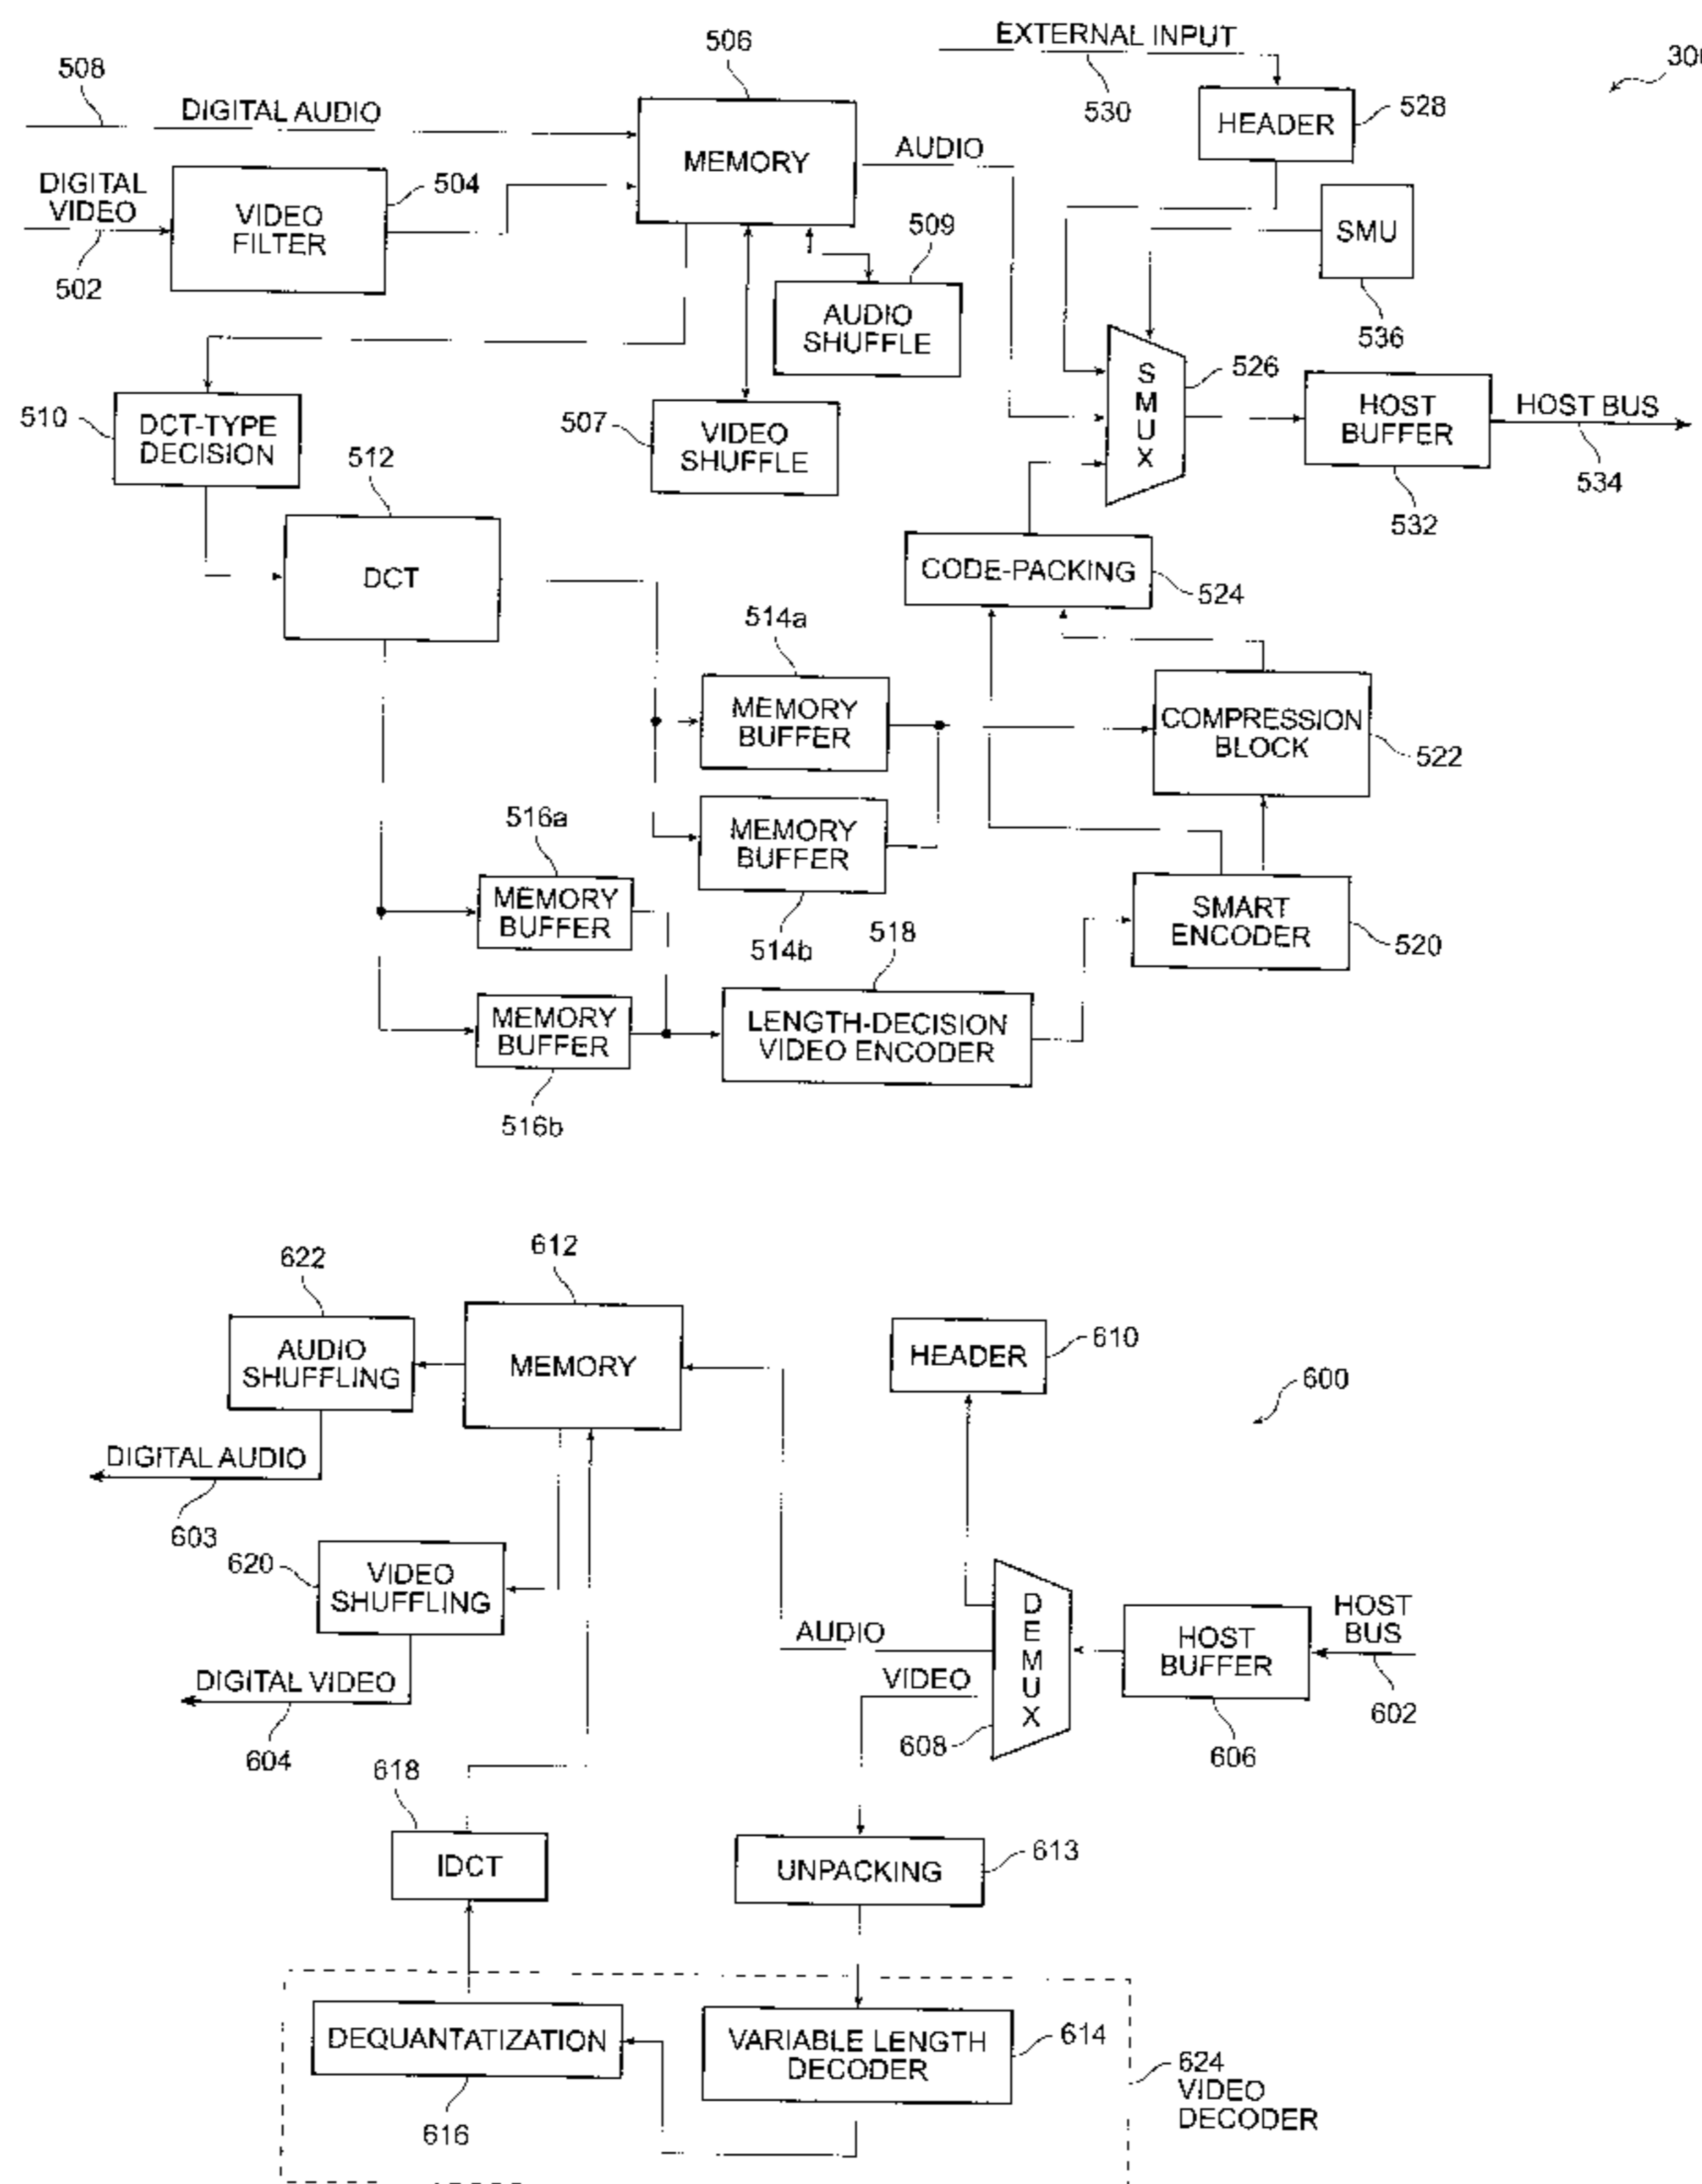 EXTERNAL INPUT
506
508
DIGITAL AUDIO
530
528
HEADER
MEMORY
AUDIO
DIGITAL
VIDEO
504
VIDEO
FILTER
502
509
SMU
536
AUDIO
SHUFFLE
S
M
U
X
526
510
DCT-TYPE
DECISION
512
507
VIDEO
SHUFFLE
HOST
BUFFER
HOST BUS
534
532
DCT
CODE-PACKING
524
514a
MEMORY
BUFFER
COMPRESSION
BLOCK
522
516a
MEMORY
BUFFER
MEMORY
BUFFER
514b
518
SMART
ENCODER
520
MEMORY
BUFFER
LENGTH-DECISION
VIDEO ENCODER
516b
622
612
AUDIO
SHUFFLING
MEMORY
HEADER
610
600
DIGITAL AUDIO
603
620
VIDEO
SHUFFLING
D
E
M
U
X
HOST
BUFFER
HOST
BUS
AUDIO
VIDEO
DIGITAL VIDEO
604
608
606
602
618
IDCT
UNPACKING
613
DEQUANTATIZATION
VARIABLE LENGTH
DECODER
614
616
624
VIDEO
DECODER